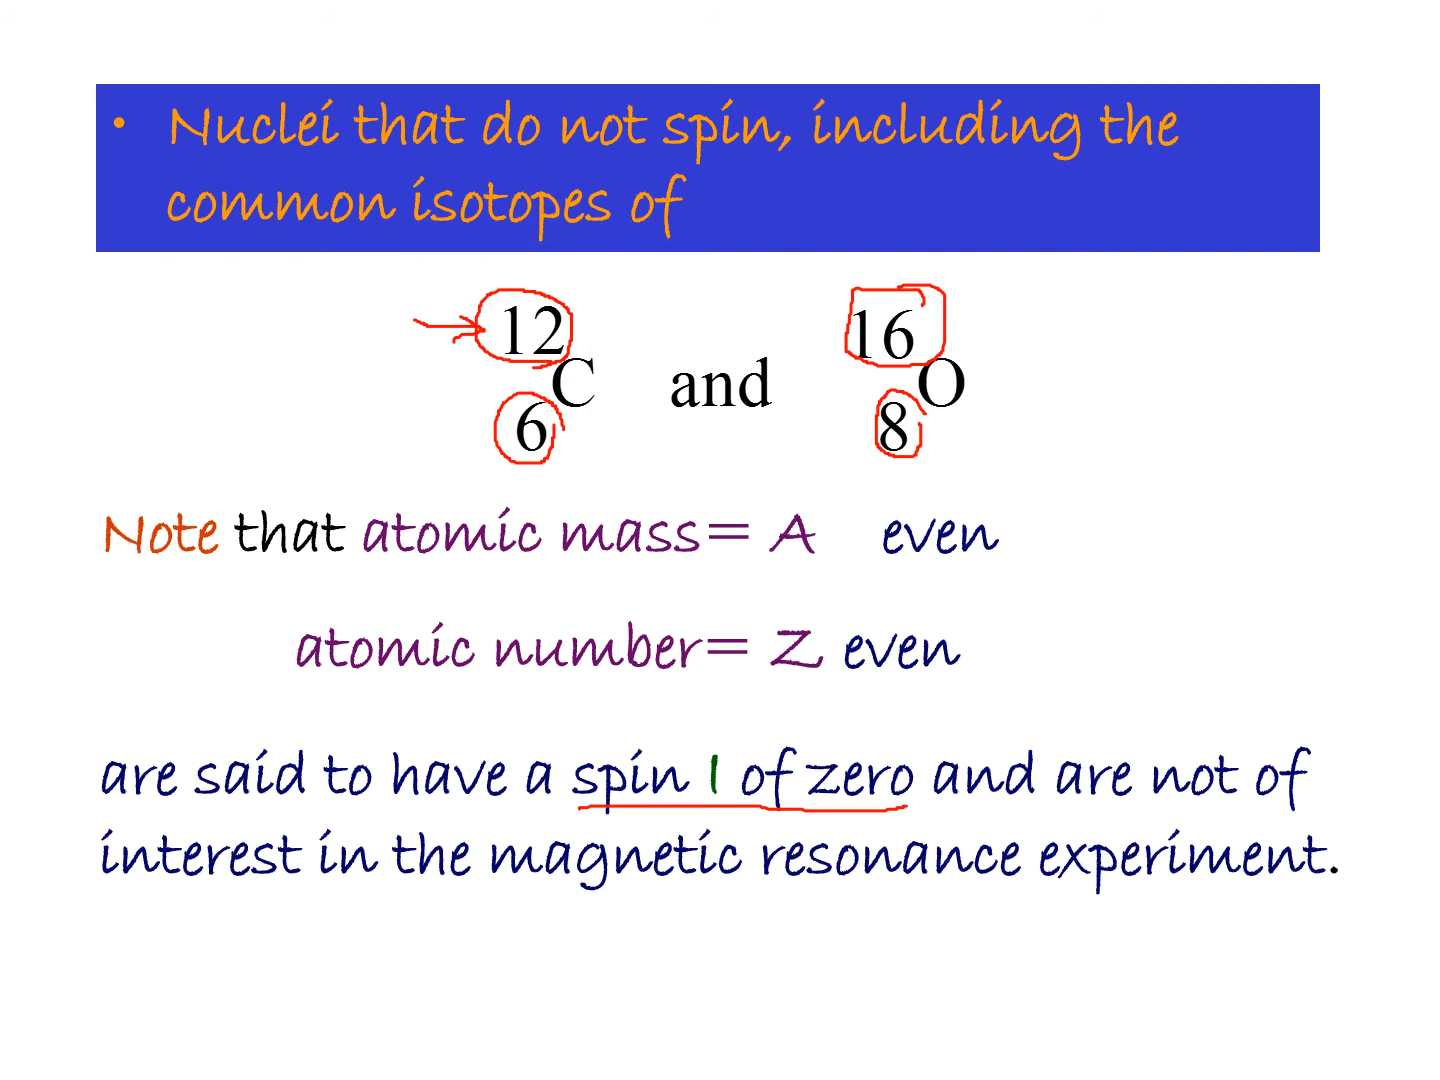 • Nuclei that do not spin, including the
common isotopes of
12
6 C and 16
8 O
Note that atomic mass= A even
atomic number= Z even
are said to have a spin I of zero and are not of
interest in the magnetic resonance experiment.